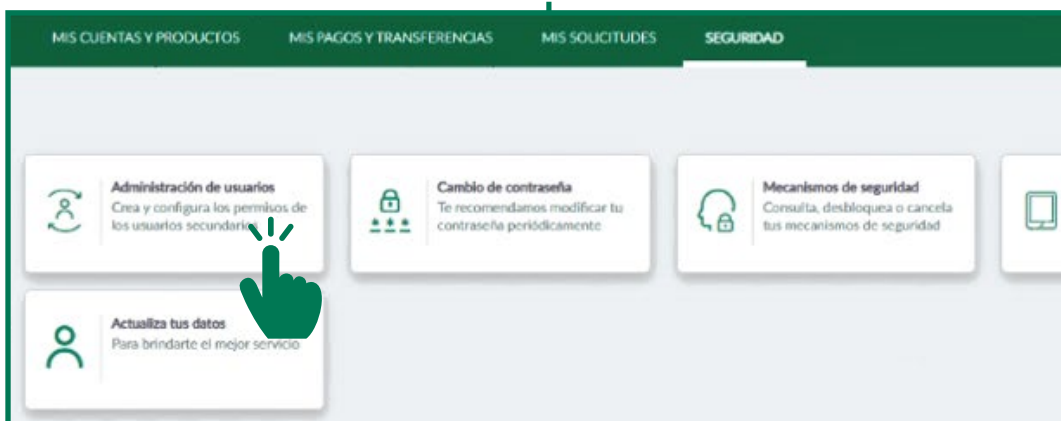 MIS CUENTAS Y PRODUCTOS MIS PAGOS Y TRANSFERENCIAS MIS SOLICITUDES SEGURIDAD
Administración de usuarios
Crea y configura los permisos de
los usuarios secundarios
Cambio de contraseña
Te recomendamos modificar tu
contraseña periódicamente
Mecanismos de seguridad
Consulta, desbloquea o cancela
tus mecanismos de seguridad
Actualiza tus datos
Para brindarte el mejor servicio